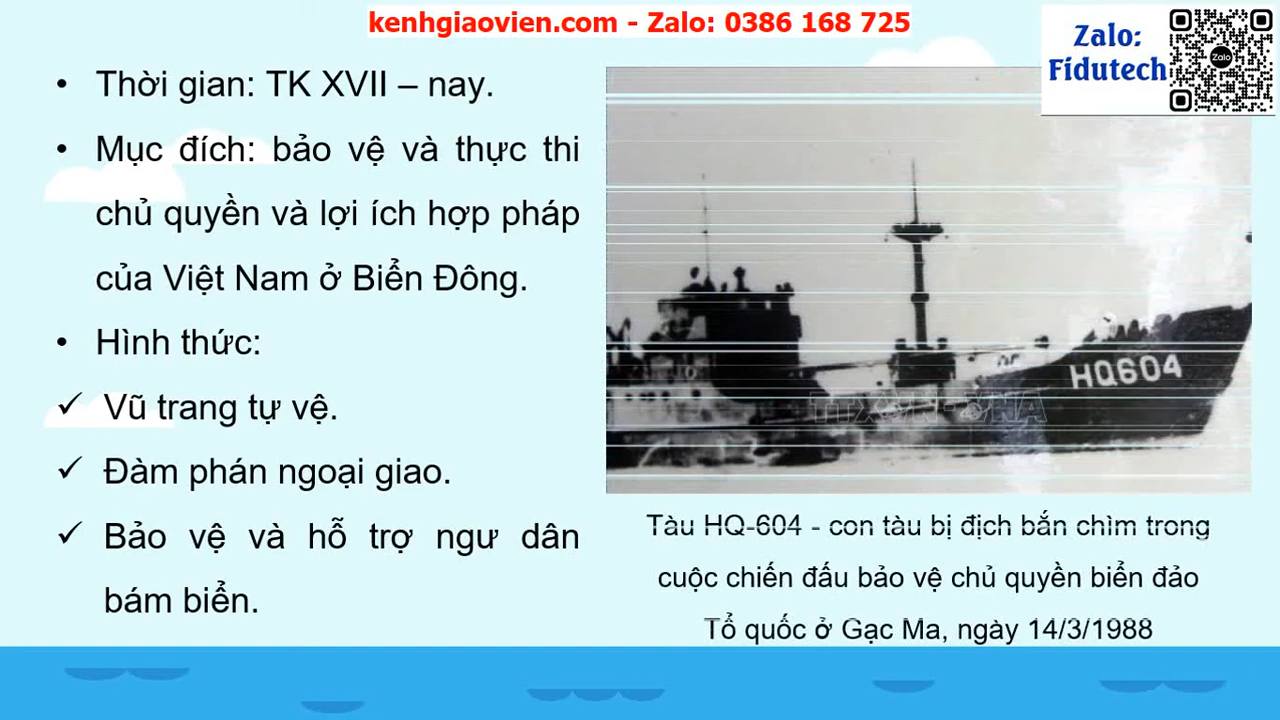 kenhgiaovien.com - Zalo: 0386 168 725
Zalo:
Fidutech
Zalo
• Thời gian: TK XVII – nay.
• Mục đích: bảo vệ và thực thi
chủ quyền và lợi ích hợp pháp
của Việt Nam ở Biển Đông.
• Hình thức:
✓ Vũ trang tự vệ.
✓ Đàm phán ngoại giao.
✓ Bảo vệ và hỗ trợ ngư dân
bám biển.
HQ604
Tàu HQ-604 - con tàu bị địch bắn chìm trong
cuộc chiến đấu bảo vệ chủ quyền biển đảo
Tổ quốc ở Gạc Ma, ngày 14/3/1988